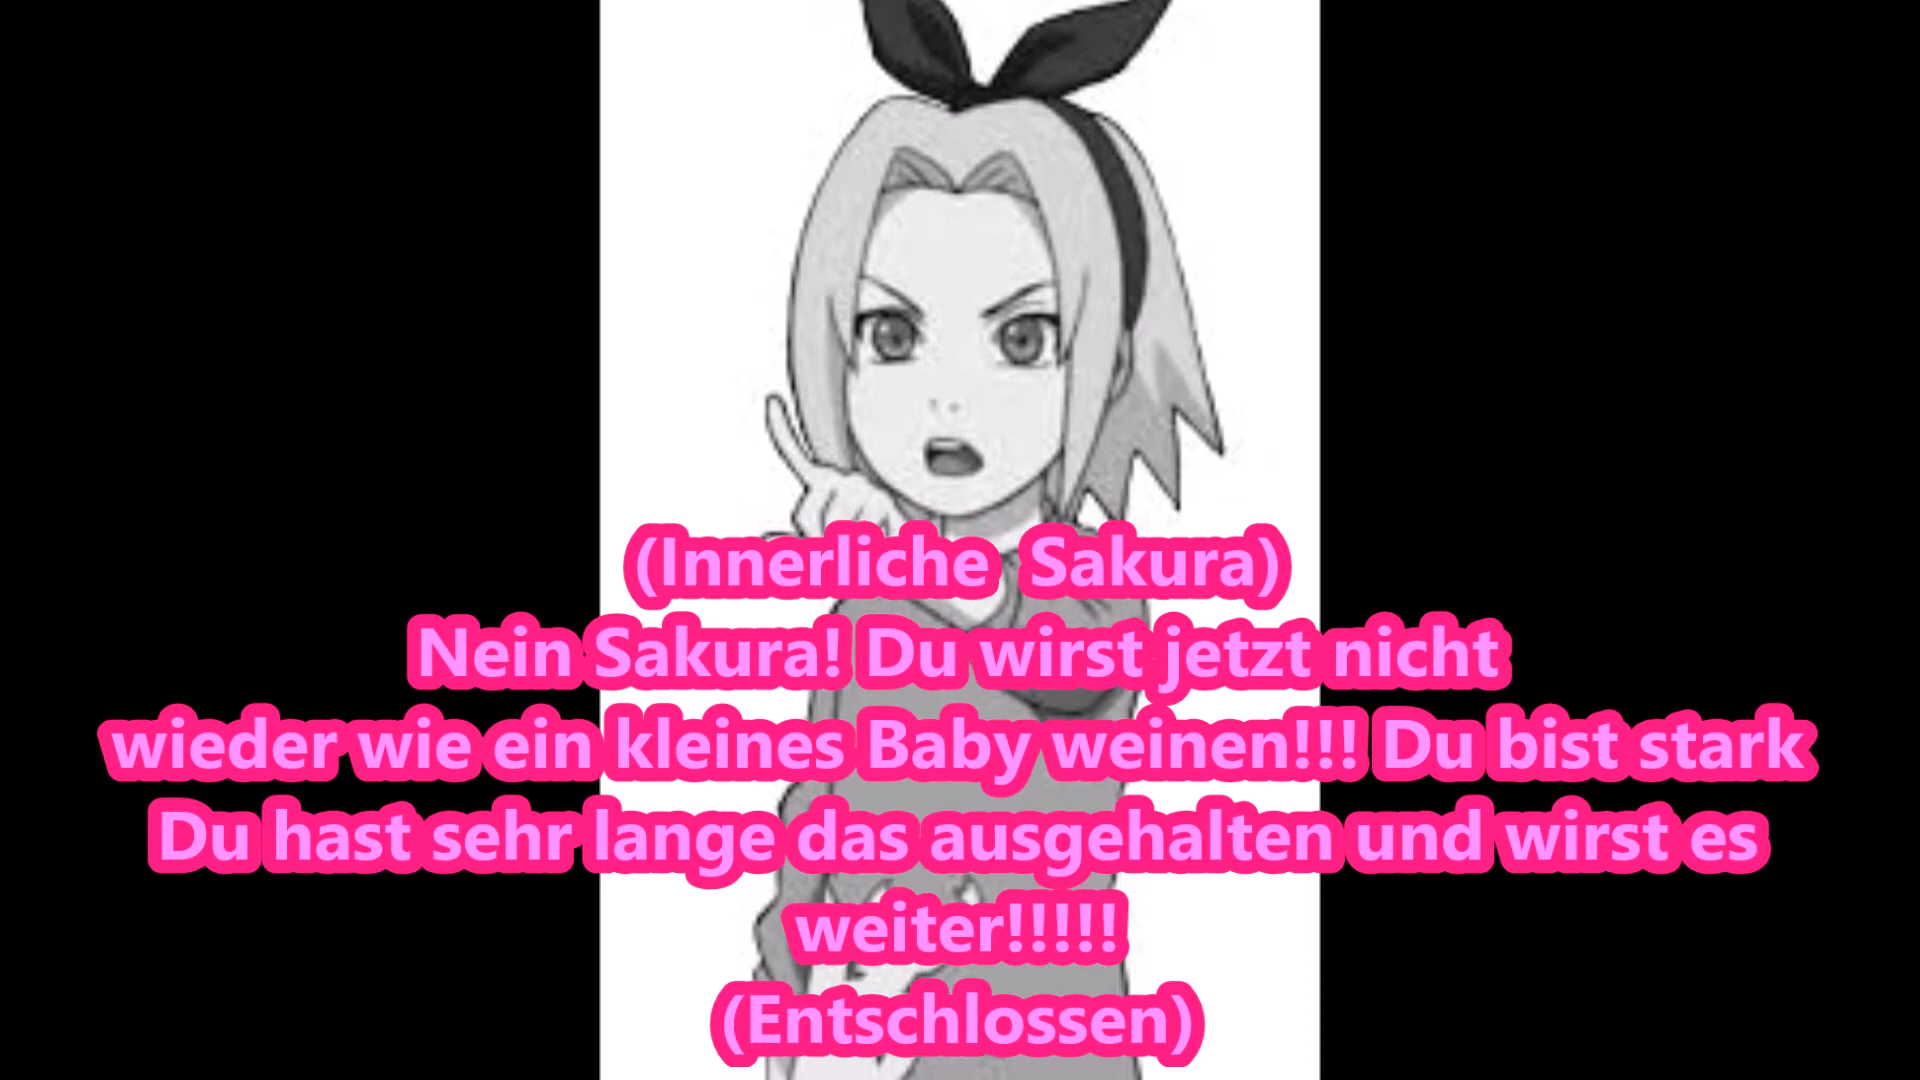 (Innerliche  Sakura)
Nein Sakura! Du wirst jetzt nicht
wieder wie ein kleines Baby weinen!!! Du bist stark
Du hast sehr lange das ausgehalten und wirst es
weiter!!!!!
(Entschlossen)